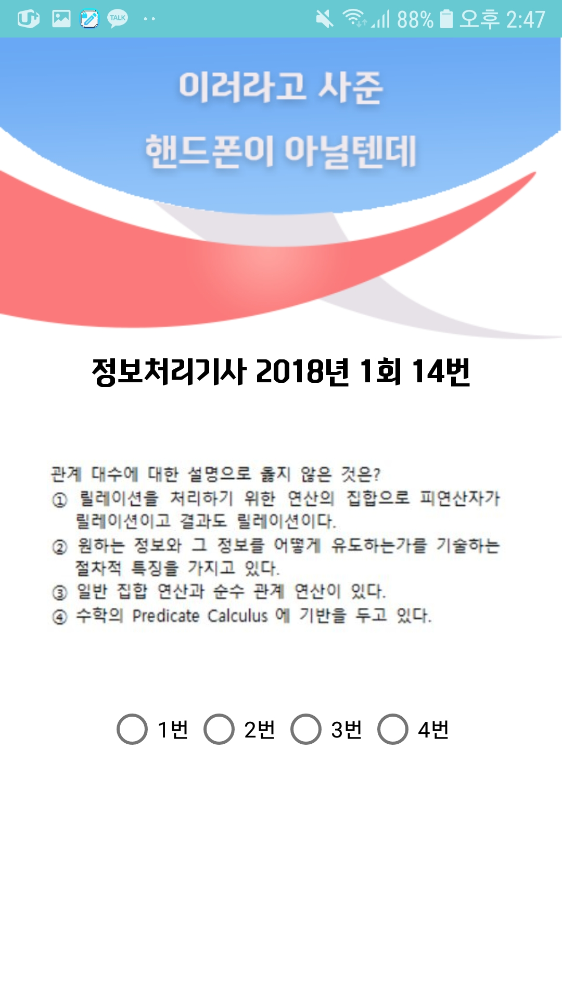 U+ TALK 88% 오후 2:47
이러라고 사준
핸드폰이 아닐텐데
정보처리기사 2018년 1회 14번
관계 대수에 대한 설명으로 옳지 않은 것은?
① 릴레이션을 처리하기 위한 연산의 집합으로 피연산자가
릴레이션이고 결과도 릴레이션이다.
② 원하는 정보와 그 정보를 어떻게 유도하는가를 기술하는
절차적 특징을 가지고 있다.
③ 일반 집합 연산과 순수 관계 연산이 있다.
④ 수학의 Predicate Calculus 에 기반을 두고 있다.
1번 2번 3번 4번